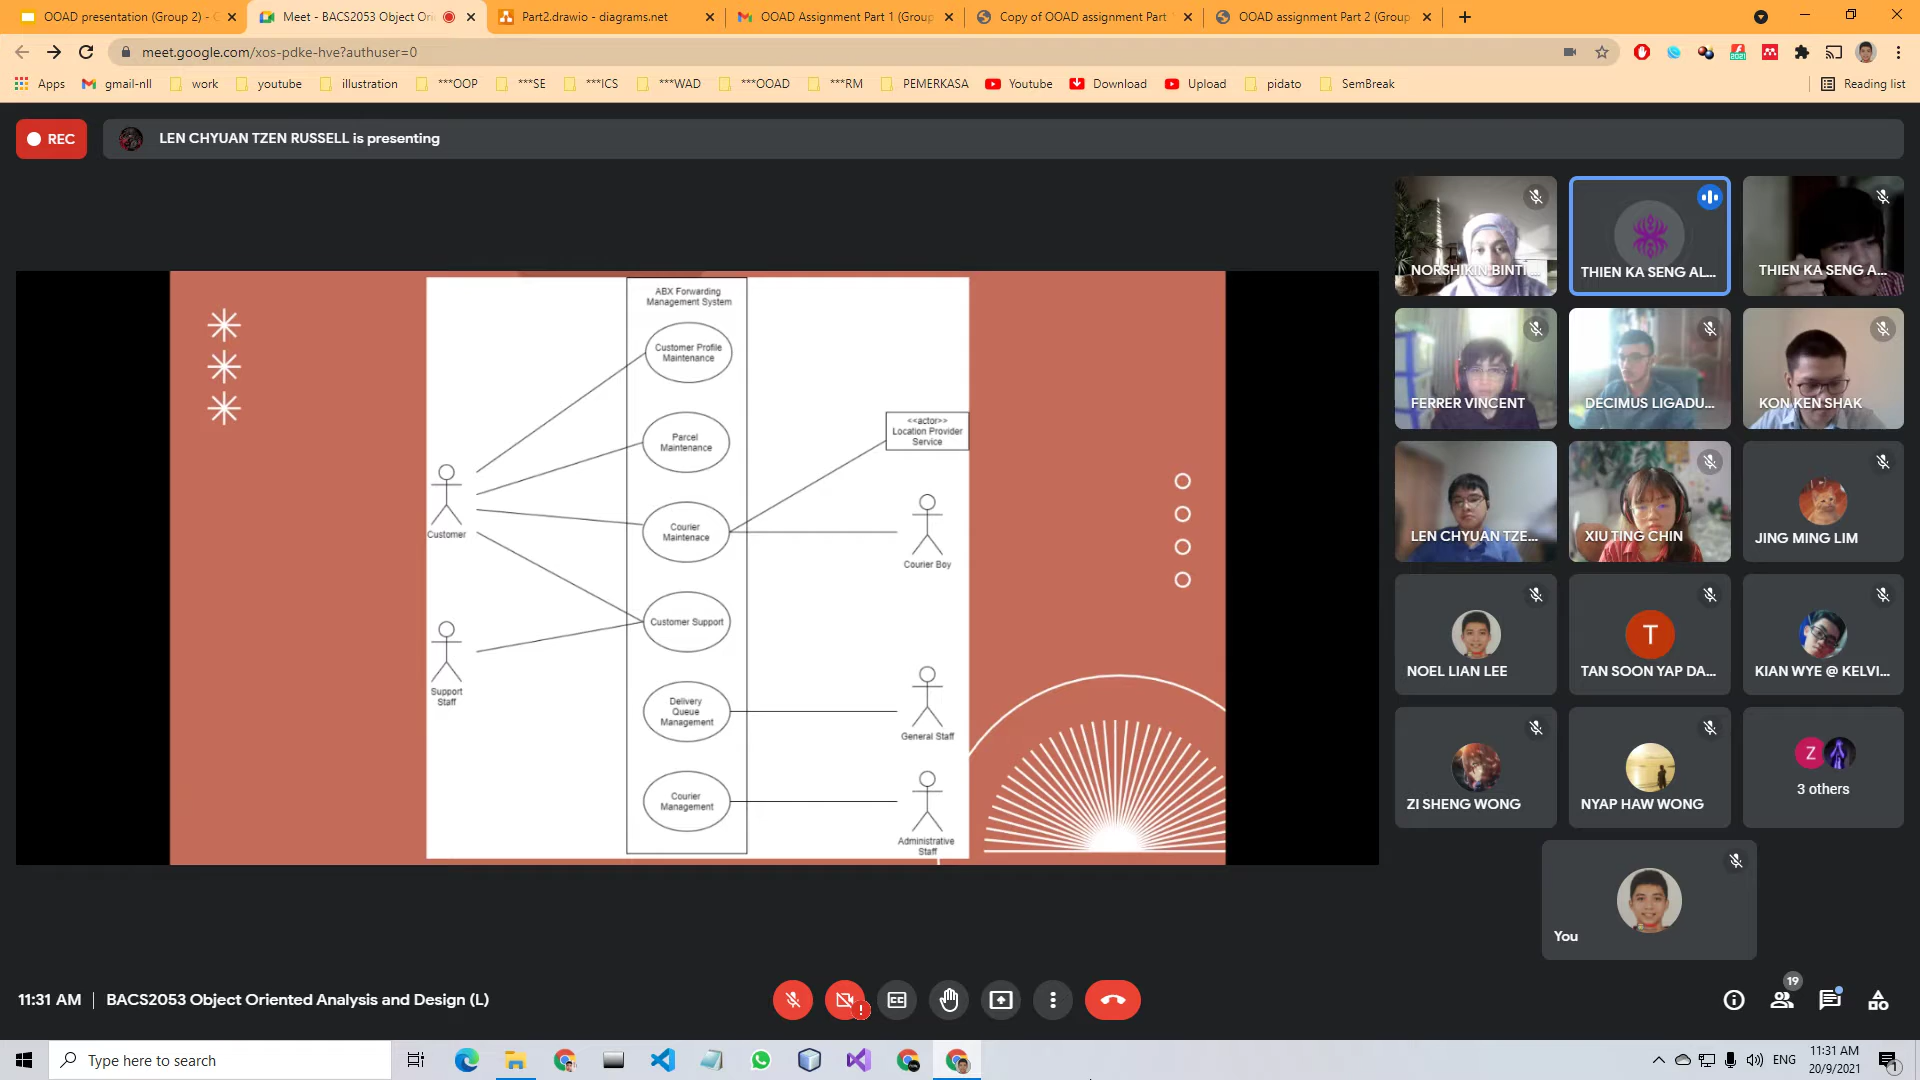 OOAD presentation (Group 2) -
Meet - BACS2053 Object Ori
Part2.drawio - diagrams.net
OOAD Assignment Part 1 (Group
Copy of OOAD assignment Part
OOAD assignment Part 2 (Group
meet.google.com/xos-pdke-hve?authuser=0
Apps
gmail-nll
work
youtube
illustration
***OOP
***SE
***ICS
***WAD
***OOAD
***RM
PEMERKASA
Youtube
Download
Upload
pidato
SemBreak
Reading list
REC
LEN CHYUAN TZEN RUSSELL is presenting
ABX Forwarding
Management System
Customer Profile
Maintenance
Parcel
Maintenance
Courier
Maintenace
Customer Support
Delivery
Queue
Management
Courier
Management
Customer
Support
Staff
<<actor>>
Location Provider
Service
Courier Boy
General Staff
Administrative
Staff
NORSHIKIN BINTI ...
THIEN KA SENG AL...
THIEN KA SENG A...
FERRER VINCENT
DECIMUS LIGADU...
KON KEN SHAK
LEN CHYUAN TZE...
XIU TING CHIN
JING MING LIM
NOEL LIAN LEE
T
TAN SOON YAP DA...
KIAN WYE @ KELVI...
ZI SHENG WONG
NYAP HAW WONG
Z
3 others
You
11:31 AM
BACS2053 Object Oriented Analysis and Design (L)
19
Type here to search
ENG
11:31 AM
20/9/2021
1